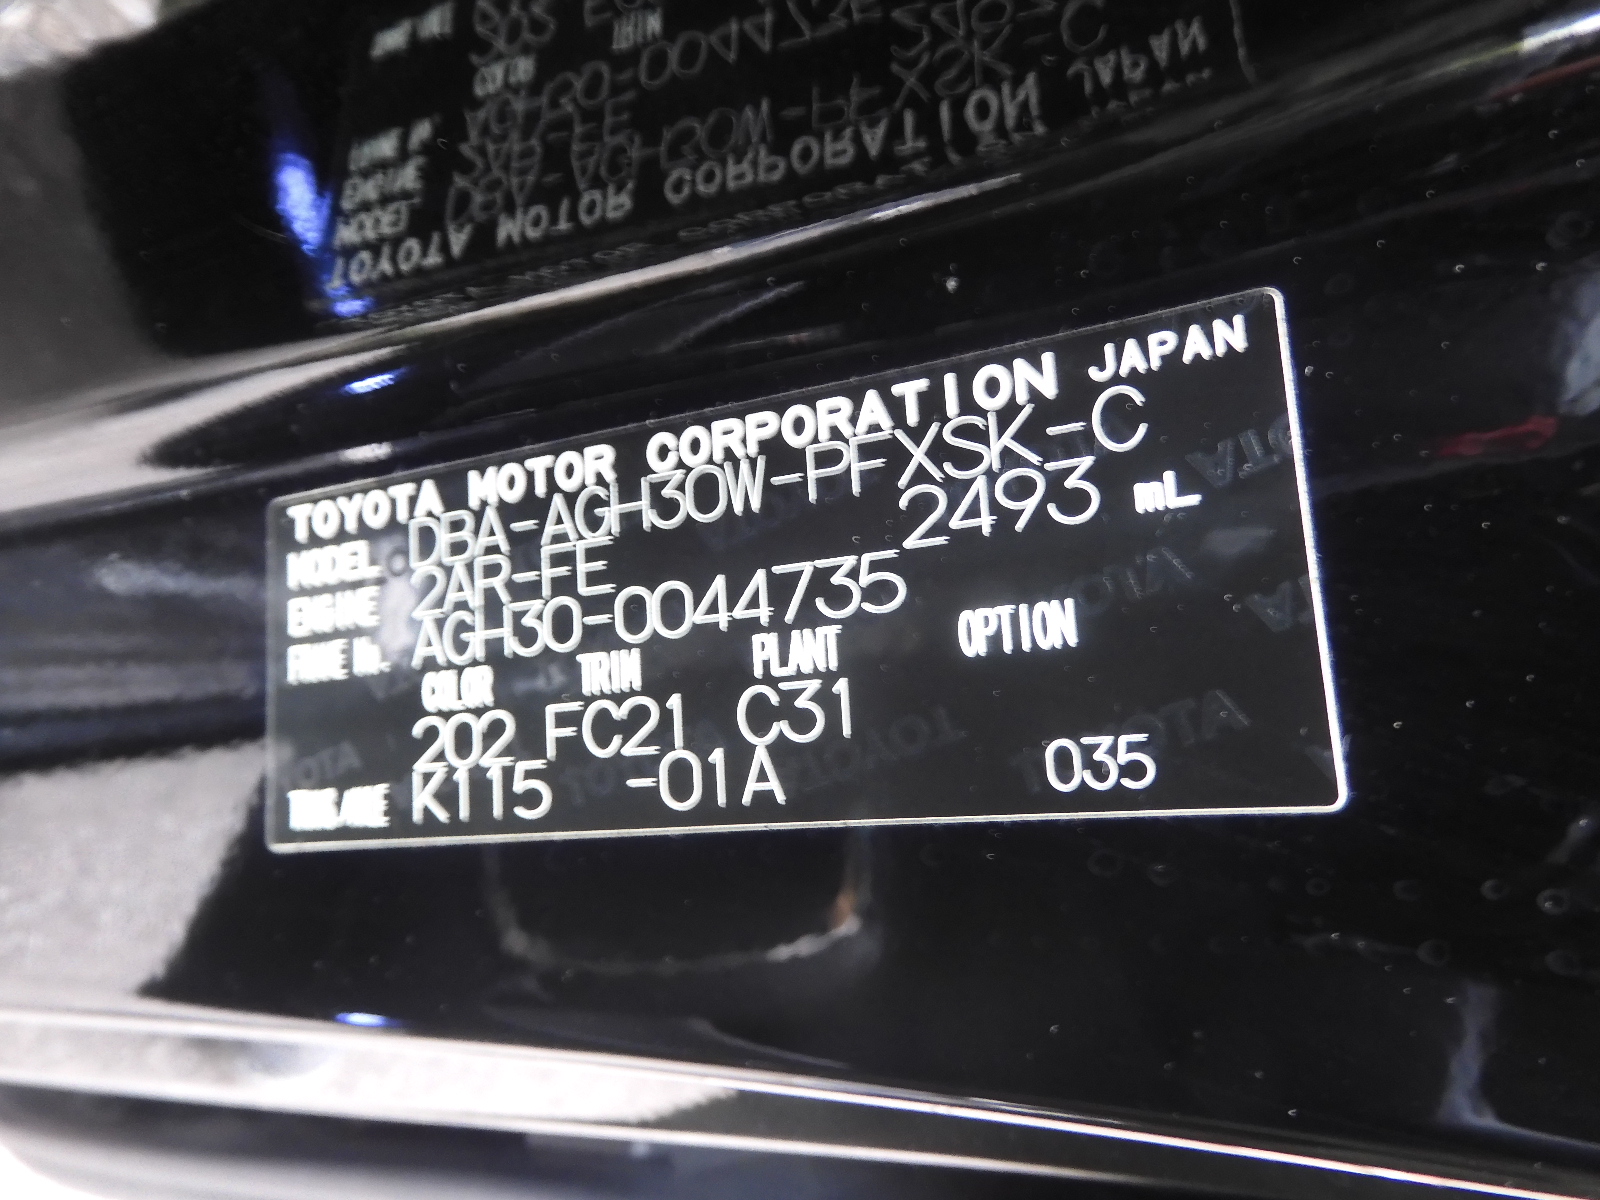 TOYOTA MOTOR CORPORATION JAPAN
MODEL DBA-AGH30W-PFXSK-C
ENGINE 2AR-FE 2493 mL
FRAME No. AGH30-0044735
COLOR TRIM PLANT OPTION
202 FC21 C31
TRANS/AXLE K115 -01A 035